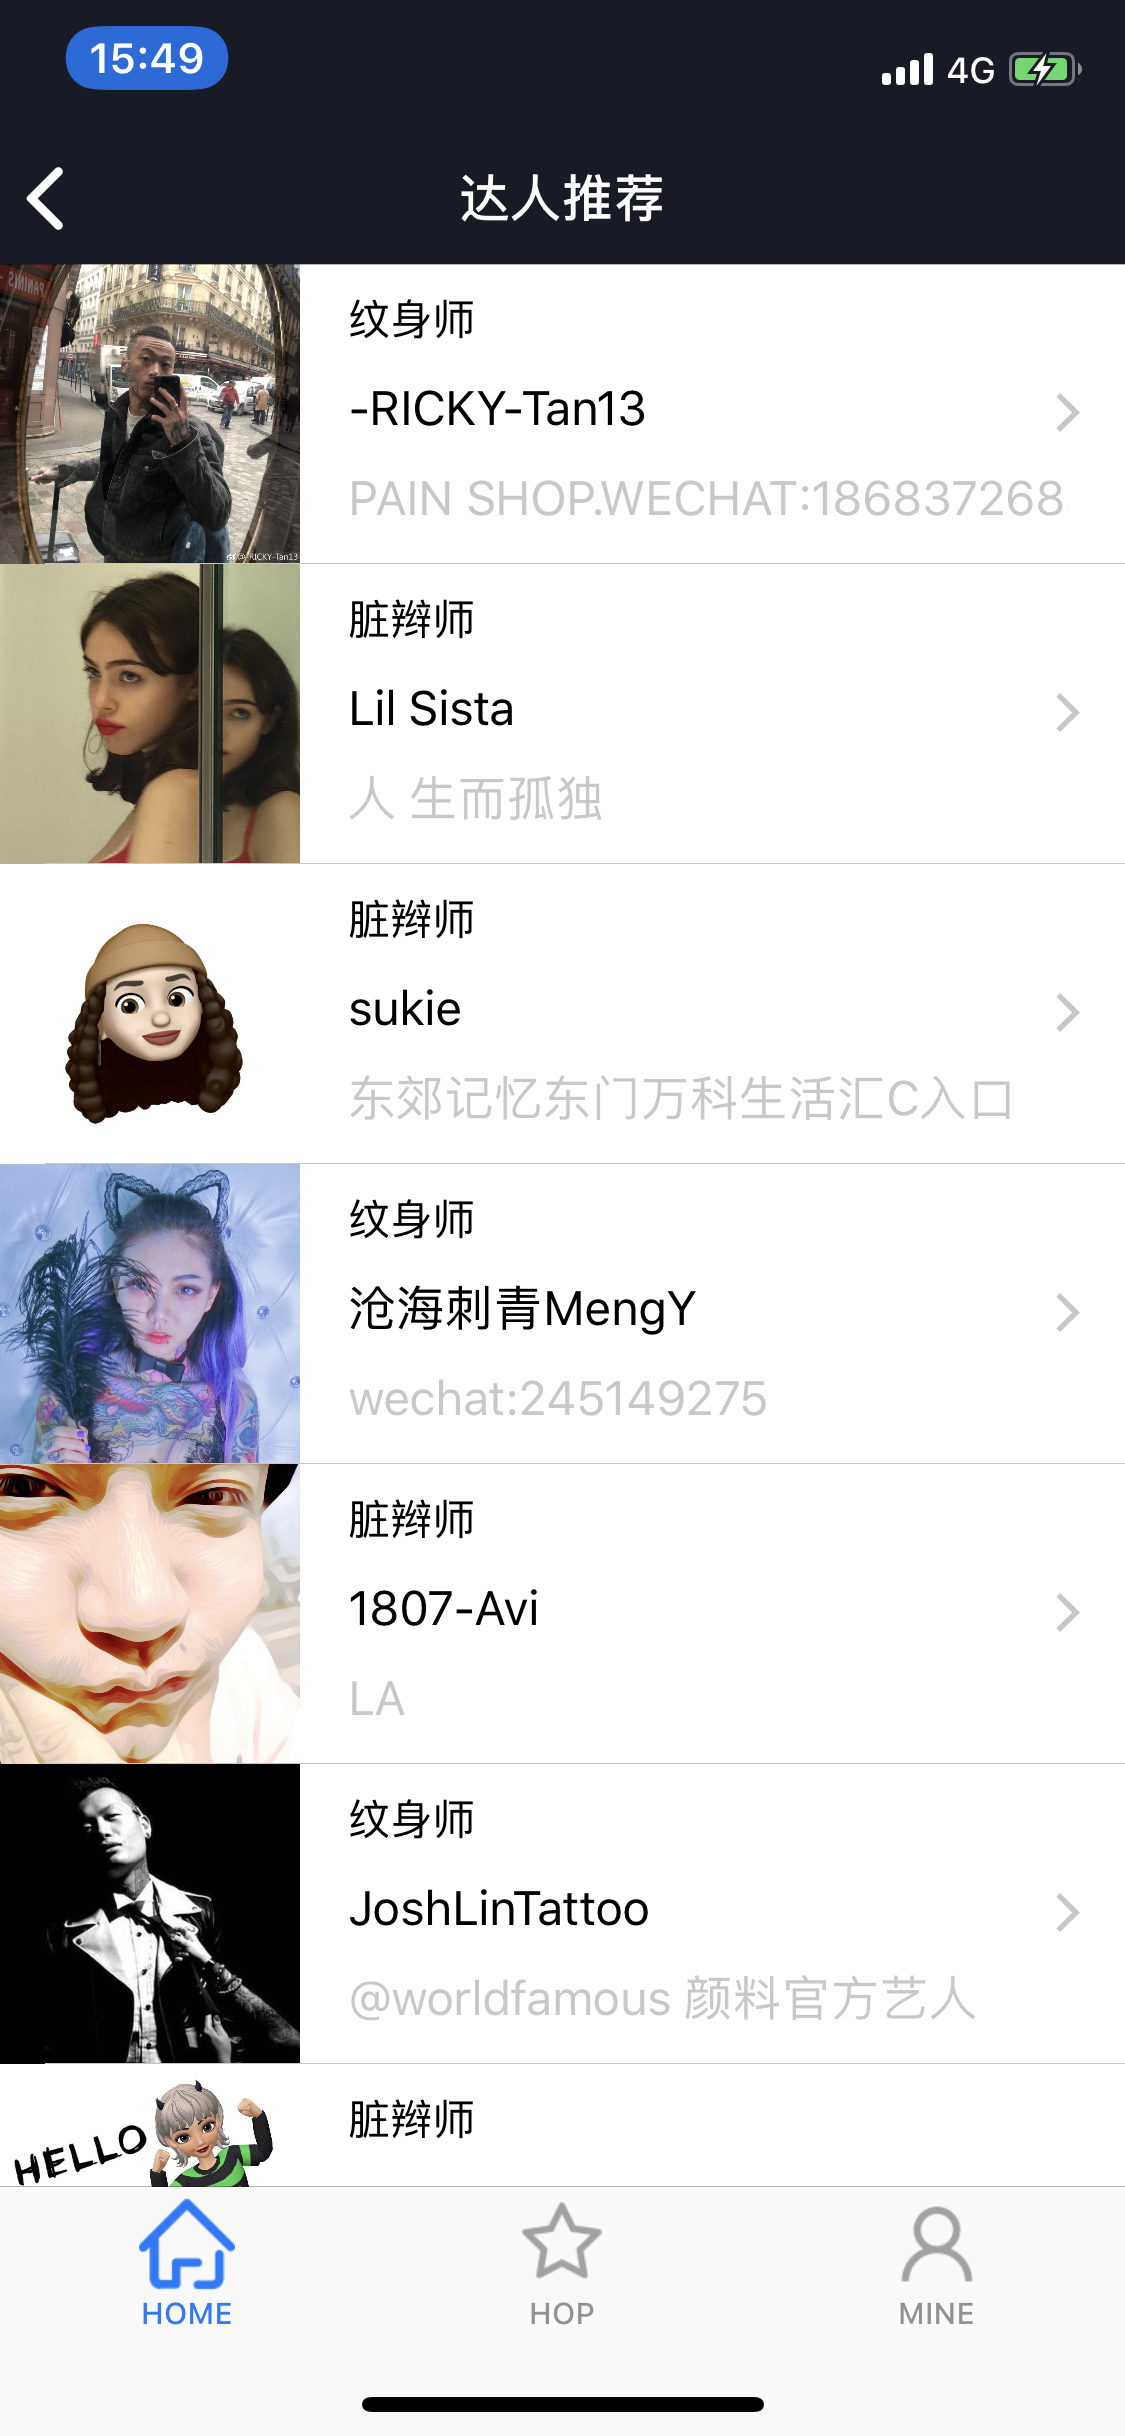 15:49
4G
达人推荐
PANINIS
@-RICKY-Tan13
纹身师
-RICKY-Tan13
PAIN SHOP.WECHAT:186837268
脏辫师
Lil Sista
人 生而孤独
脏辫师
sukie
东郊记忆东门万科生活汇C入口
纹身师
沧海刺青MengY
wechat:245149275
脏辫师
1807-Avi
LA
纹身师
JoshLinTattoo
@worldfamous 颜料官方艺人
HELLO
脏辫师
HOME
HOP
MINE